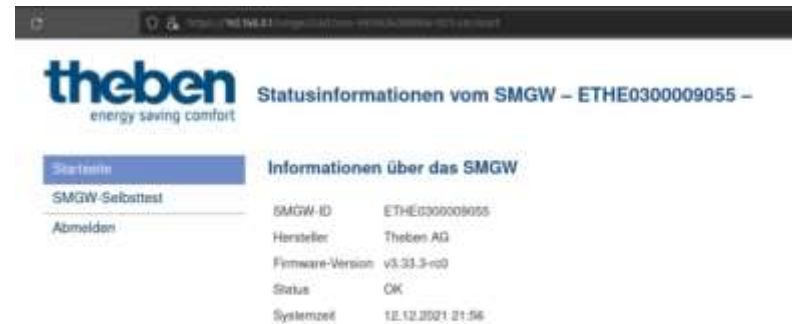 theben
energy saving comfort
Statusinformationen vom SMGW – ETHE0300009055 –
Startseite
SMGW-Selbsttest
Abmelden
Informationen über das SMGW
SMGW-ID ETHE0300009055
Hersteller Theben AG
Firmware-Version v3.33.3-rc0
Status OK
Systemzeit 12.12.2021 21:56